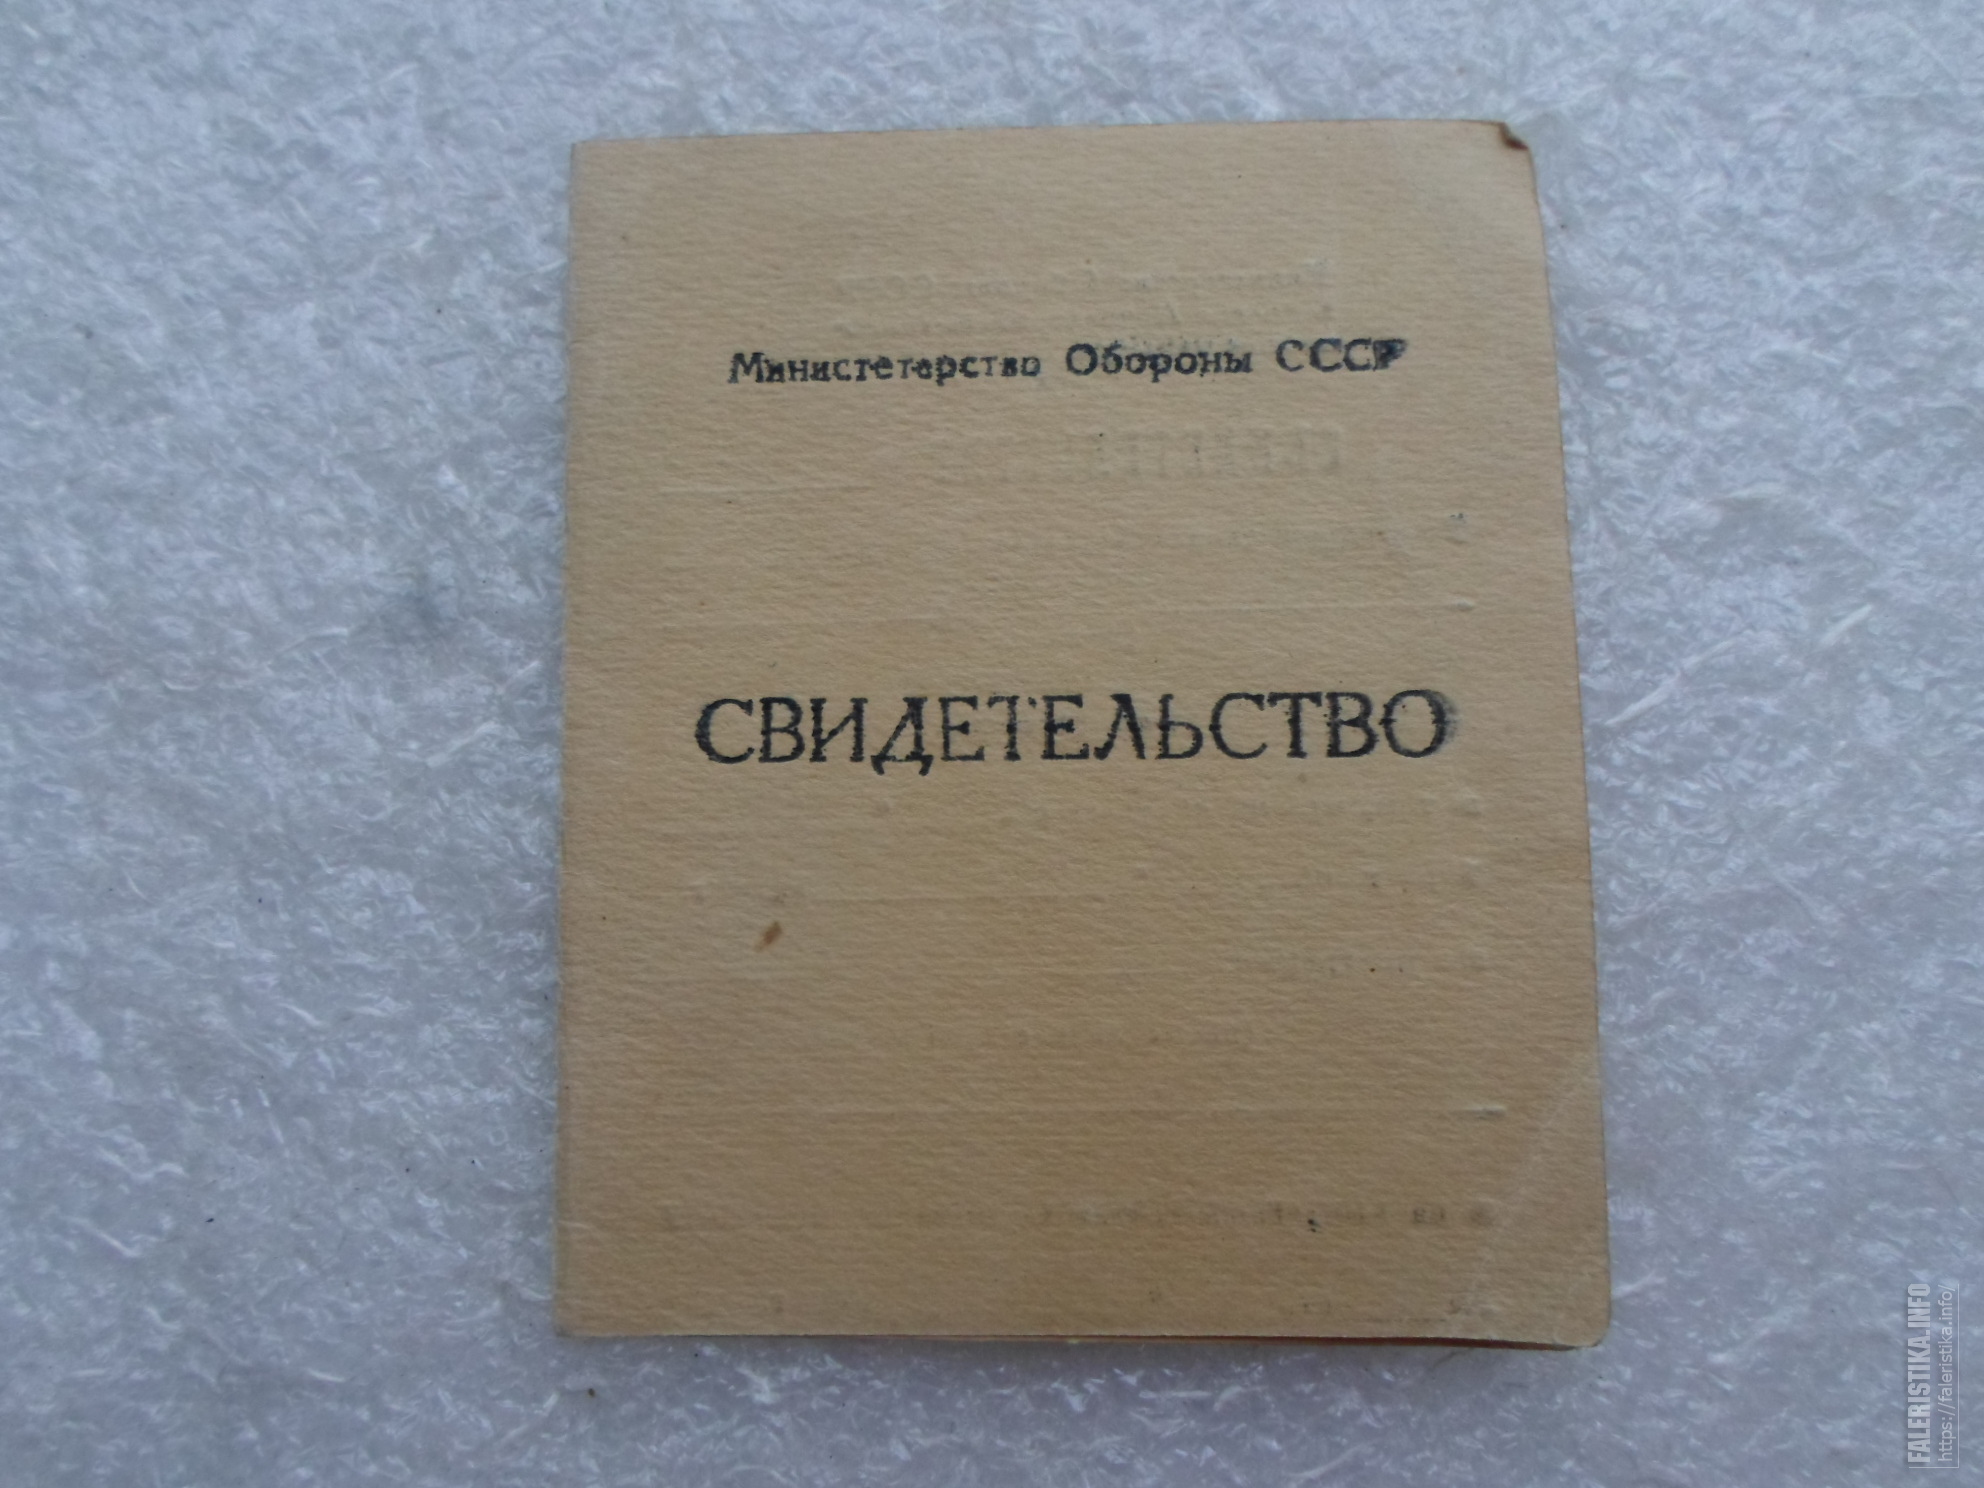 Министетерство Обороны СССР
СВИДЕТЕЛЬСТВО
FALERISTIKA.INFO
https://faleristika.info/